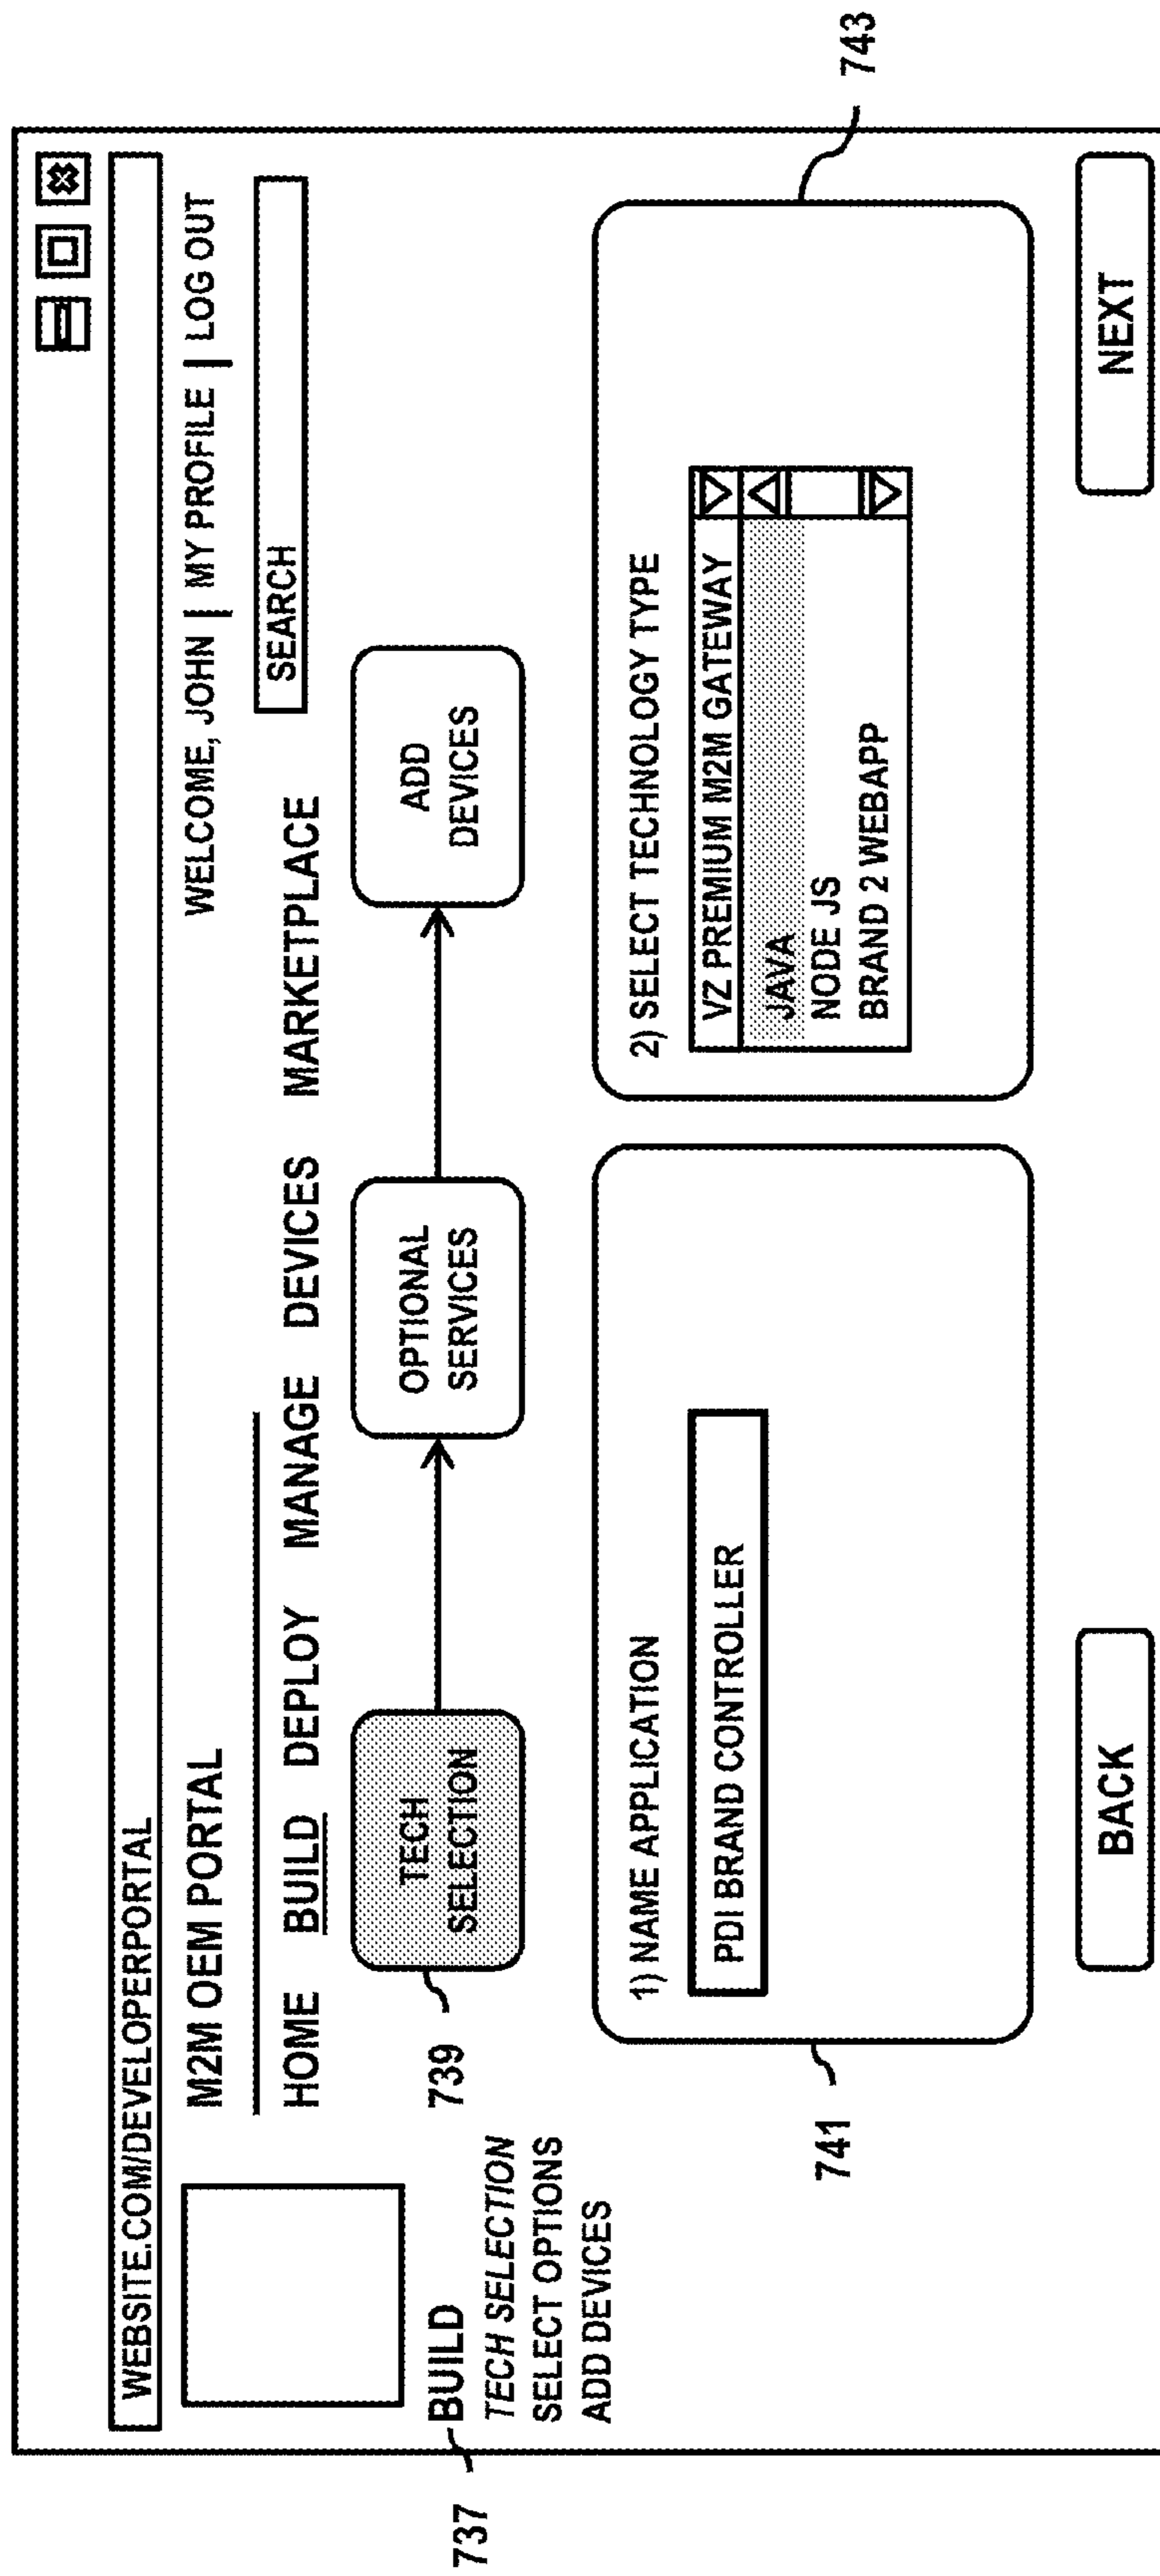 WEBSITE.COM/DEVELOPERPORTAL
M2M OEM PORTAL
WELCOME, JOHN | MY PROFILE | LOG OUT
SEARCH
HOME BUILD DEPLOY MANAGE DEVICES MARKETPLACE
737
BUILD
TECH SELECTION
SELECT OPTIONS
ADD DEVICES
739
TECH
SELECTION
OPTIONAL
SERVICES
ADD
DEVICES
741
1) NAME APPLICATION
PDI BRAND CONTROLLER
743
2) SELECT TECHNOLOGY TYPE
VZ PREMIUM M2M GATEWAY
JAVA
NODE JS
BRAND 2 WEBAPP
BACK
NEXT